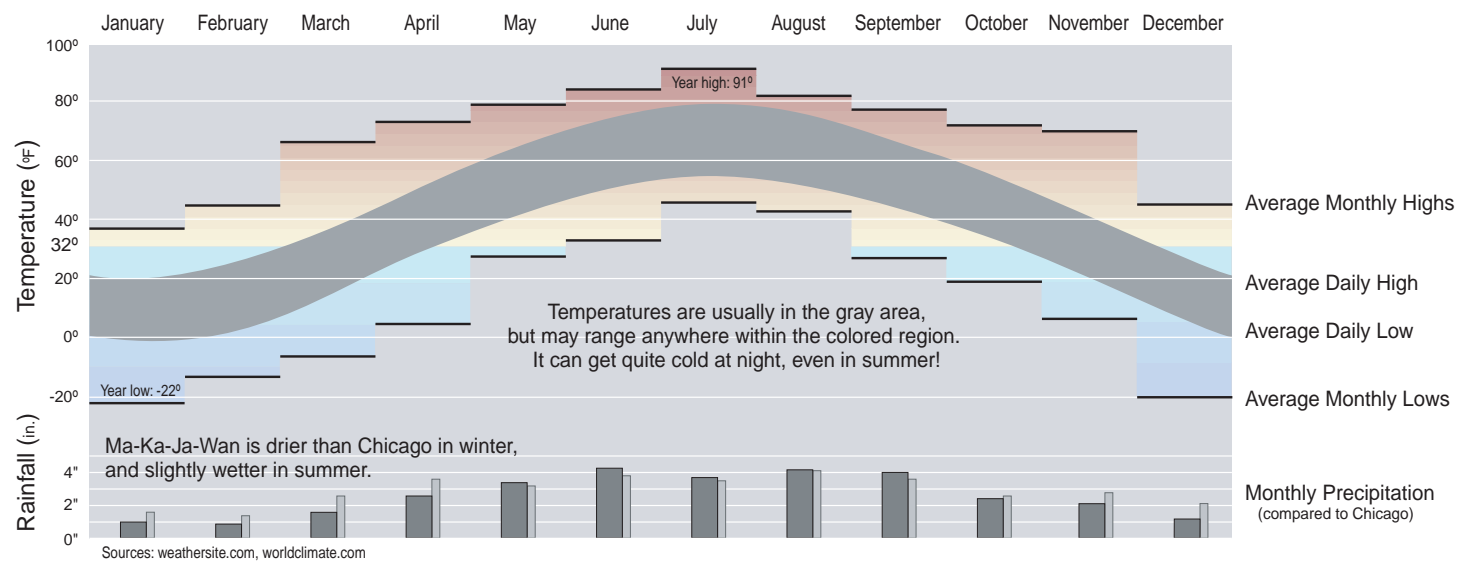 January February March April May June July August September October November December
100º
80º
60º
40º
32º
20º
0º
-20º
Temperature (ºF)
Year high: 91º
Year low: -22º
Temperatures are usually in the gray area,
but may range anywhere within the colored region.
It can get quite cold at night, even in summer!
Average Monthly Highs
Average Daily High
Average Daily Low
Average Monthly Lows
Rainfall (in.)
Ma-Ka-Ja-Wan is drier than Chicago in winter,
and slightly wetter in summer.
4"
2"
0"
Monthly Precipitation
(compared to Chicago)
Sources: weathersite.com, worldclimate.com